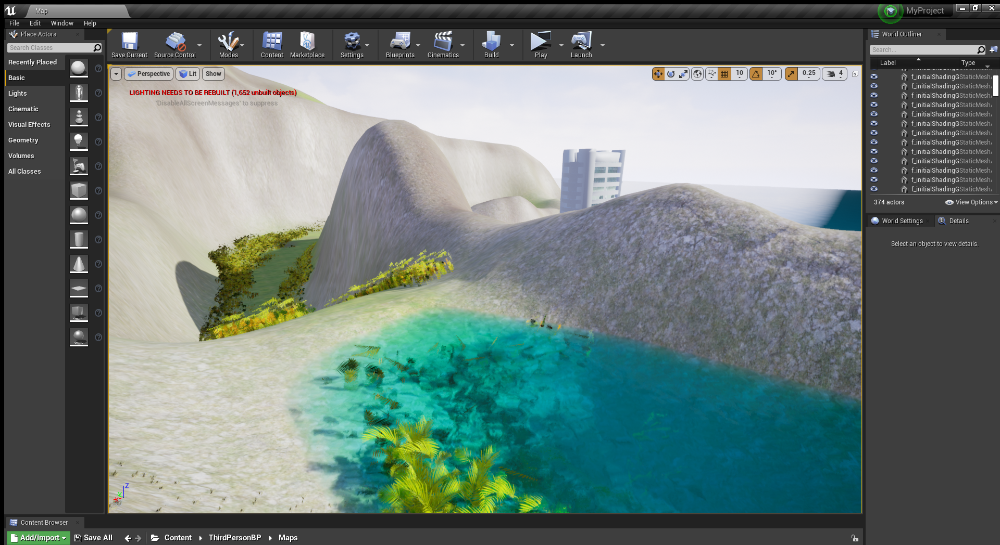 Map
MyProject
File Edit Window Help
Place Actors
Search Classes
Recently Placed
Basic
Lights
Cinematic
Visual Effects
Geometry
Volumes
All Classes
Save Current
Source Control
Modes
Content
Marketplace
Settings
Blueprints
Cinematics
Build
Play
Launch
Perspective
Lit
Show
10
10°
0.25
4
LIGHTING NEEDS TO BE REBUILT (1,652 unbuilt objects)
'DisableAllScreenMessages' to suppress
Z
World Outliner
Search...
Label Type
f_initialShadingG StaticMesh
f_initialShadingG StaticMesh
f_initialShadingG StaticMesh
f_initialShadingG StaticMesh
f_initialShadingG StaticMesh
f_initialShadingG StaticMesh
f_initialShadingG StaticMesh
f_initialShadingG StaticMesh
f_initialShadingG StaticMesh
f_initialShadingG StaticMesh
f_initialShadingG StaticMesh
f_initialShadingG StaticMesh
f_initialShadingG StaticMesh
374 actors
View Options
World Settings
Details
Select an object to view details.
Content Browser
Add/Import
Save All
Content
ThirdPersonBP
Maps